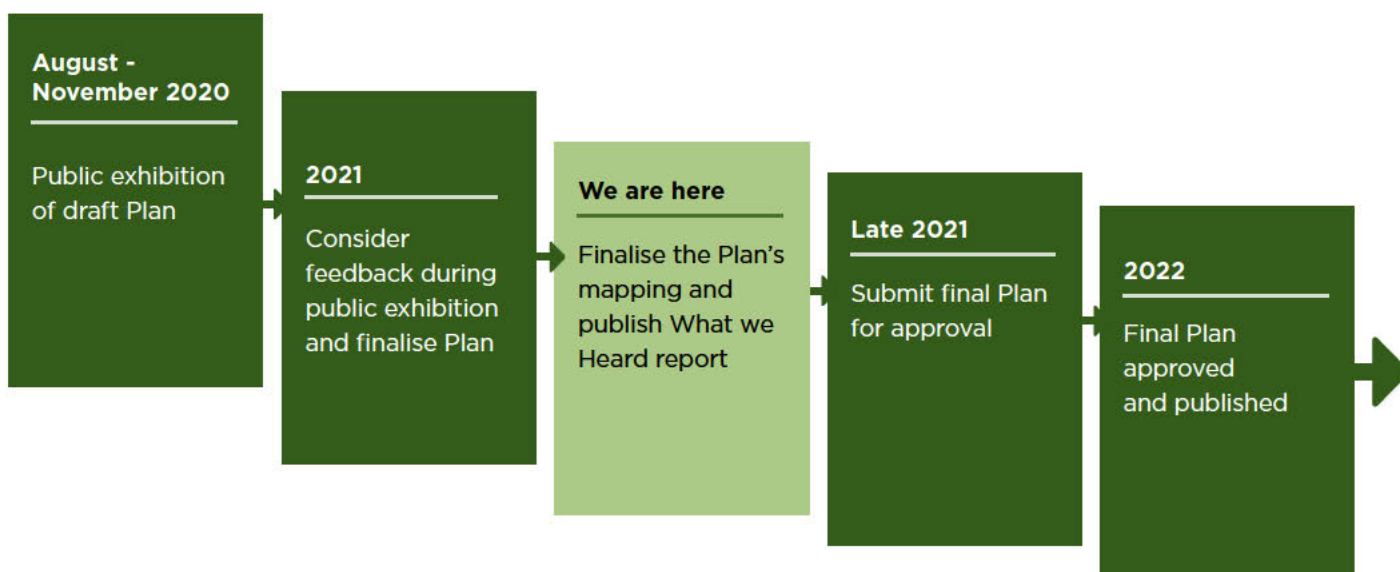 August -
November 2020
Public exhibition
of draft Plan
2021
Consider
feedback during
public exhibition
and finalise Plan
We are here
Finalise the Plan’s
mapping and
publish What we
Heard report
Late 2021
Submit final Plan
for approval
2022
Final Plan
approved
and published